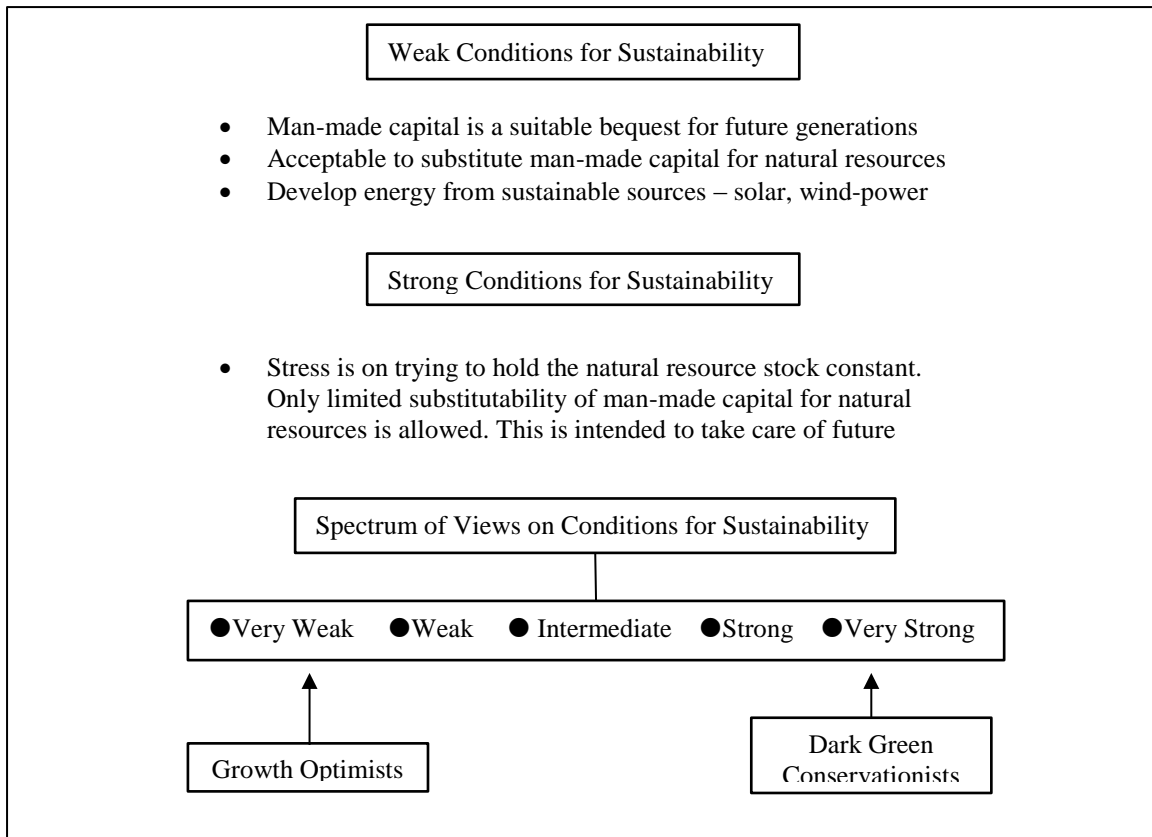 Weak Conditions for Sustainability
• Man-made capital is a suitable bequest for future generations
• Acceptable to substitute man-made capital for natural resources
• Develop energy from sustainable sources – solar, wind-power
Strong Conditions for Sustainability
• Stress is on trying to hold the natural resource stock constant.
Only limited substitutability of man-made capital for natural
resources is allowed. This is intended to take care of future
Spectrum of Views on Conditions for Sustainability
●Very Weak ●Weak ● Intermediate ●Strong ●Very Strong
Growth Optimists
Dark Green
Conservationists